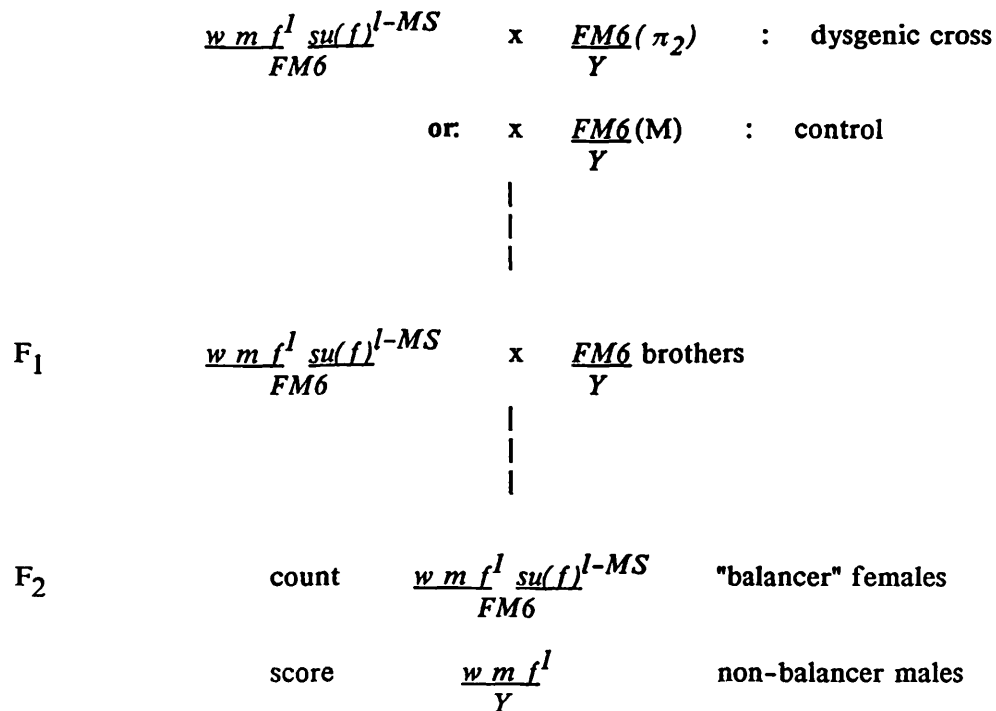 w m f¹ su(f)ˡ⁻ᴹˢ x FM6(π₂) : dysgenic cross
FM6 Y
or: x FM6(M) : control
Y
F₁ w m f¹ su(f)ˡ⁻ᴹˢ x FM6 brothers
FM6 Y
F₂ count w m f¹ su(f)ˡ⁻ᴹˢ "balancer" females
FM6
score w m f¹ non-balancer males
Y